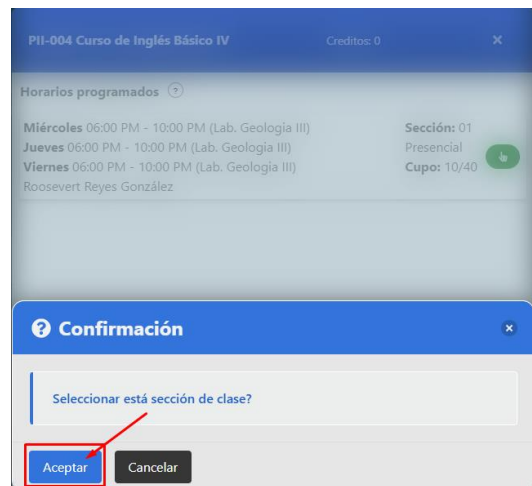 PII-004 Curso de Inglés Básico IV Creditos: 0 ×
Horarios programados ?
Miércoles 06:00 PM - 10:00 PM (Lab. Geologia III) Sección: 01
Jueves 06:00 PM - 10:00 PM (Lab. Geologia III) Presencial
Viernes 06:00 PM - 10:00 PM (Lab. Geologia III) Cupo: 10/40
Roosevert Reyes González
? Confirmación ×
Seleccionar está sección de clase?
Aceptar Cancelar